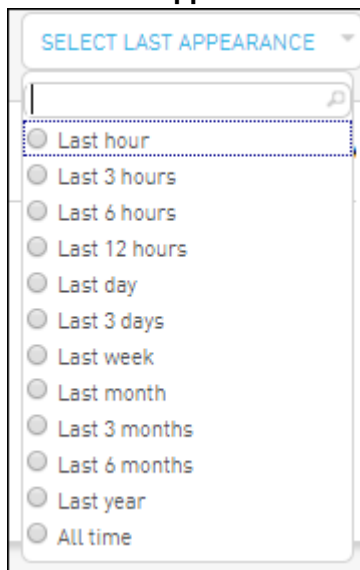 SELECT LAST APPEARANCE
Last hour
Last 3 hours
Last 6 hours
Last 12 hours
Last day
Last 3 days
Last week
Last month
Last 3 months
Last 6 months
Last year
All time